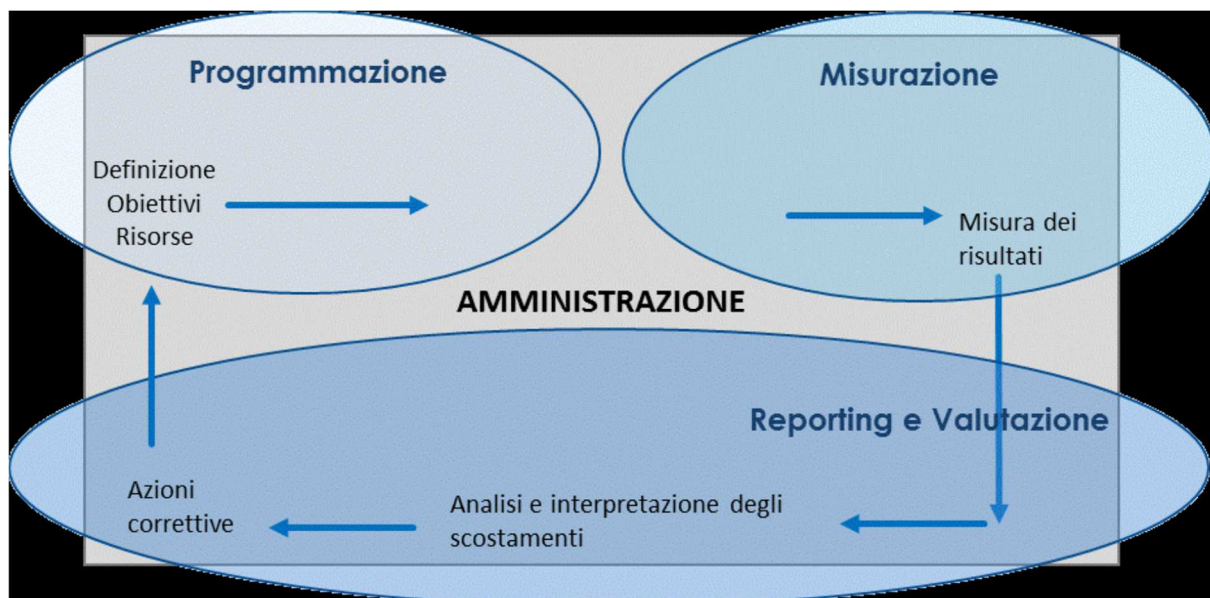 Programmazione
Misurazione
Definizione
Obiettivi
Risorse
Misura dei
risultati
AMMINISTRAZIONE
Reporting e Valutazione
Azioni
correttive
Analisi e interpretazione degli
scostamenti